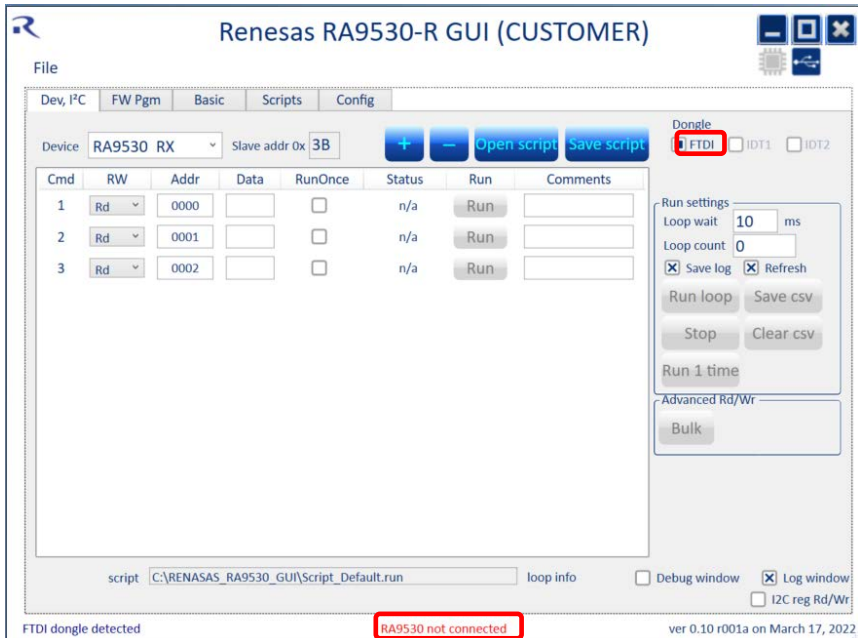 Renesas RA9530-R GUI (CUSTOMER)
File
Dev, I²C FW Pgm Basic Scripts Config
Dongle
Device RA9530 RX Slave addr 0x 3B + − Open script Save script FTDI IDT1 IDT2
Cmd RW Addr Data RunOnce Status Run Comments
1 Rd 0000 n/a Run
2 Rd 0001 n/a Run
3 Rd 0002 n/a Run
Run settings
Loop wait 10 ms
Loop count 0
Save log Refresh
Run loop Save csv
Stop Clear csv
Run 1 time
Advanced Rd/Wr
Bulk
script C:\RENASAS_RA9530_GUI\Script_Default.run loop info Debug window Log window
I2C reg Rd/Wr
FTDI dongle detected RA9530 not connected ver 0.10 r001a on March 17, 2022